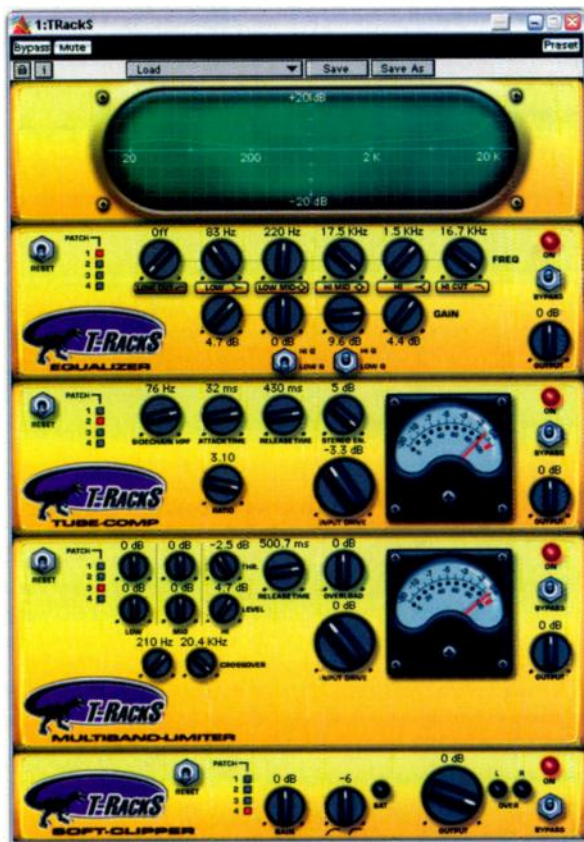 1:TRackS
Bypass Mute Preset
i Load Save Save As
+20dB
20 200 2 K 20 K
-20 dB
Off 83 Hz 220 Hz 17.5 KHz 1.5 KHz 16.7 KHz
PATCH
1
2
3
4
RESET
FREQ
ON
LOW CUT LOW LOW MID HI MID HI HI CUT
BYPASS
GAIN
0 dB
T-RackS
4.7 dB 0 dB 9.6 dB 4.4 dB
HI Q HI Q
LOW Q LOW Q
EQUALIZER
OUTPUT
76 Hz 32 ms 430 ms 5 dB
PATCH
1
2
3
4
RESET
ON
SIDECHAIN HPF ATTACK TIME RELEASE TIME STEREO EN.
BYPASS
3.10 -3.3 dB
0 dB
T-RackS
RATIO INPUT DRIVE
TUBE-COMP
OUTPUT
0 dB 0 dB -2.5 dB 500.7 ms 0 dB
PATCH
1
2
3
4
RESET
THR.
ON
0 dB 0 dB 4.7 dB RELEASE TIME OVERLOAD
BYPASS
LEVEL
0 dB 0 dB
LOW MID HI
210 Hz 20.4 KHz
CROSSOVER
INPUT DRIVE
OUTPUT
T-RackS
MULTIBAND-LIMITER
PATCH
1
2
3
4
RESET
0 dB -6 0 dB
L R
ON
SAT
OVER
BYPASS
T-RackS
GAIN OUTPUT
SOFT-CLIPPER